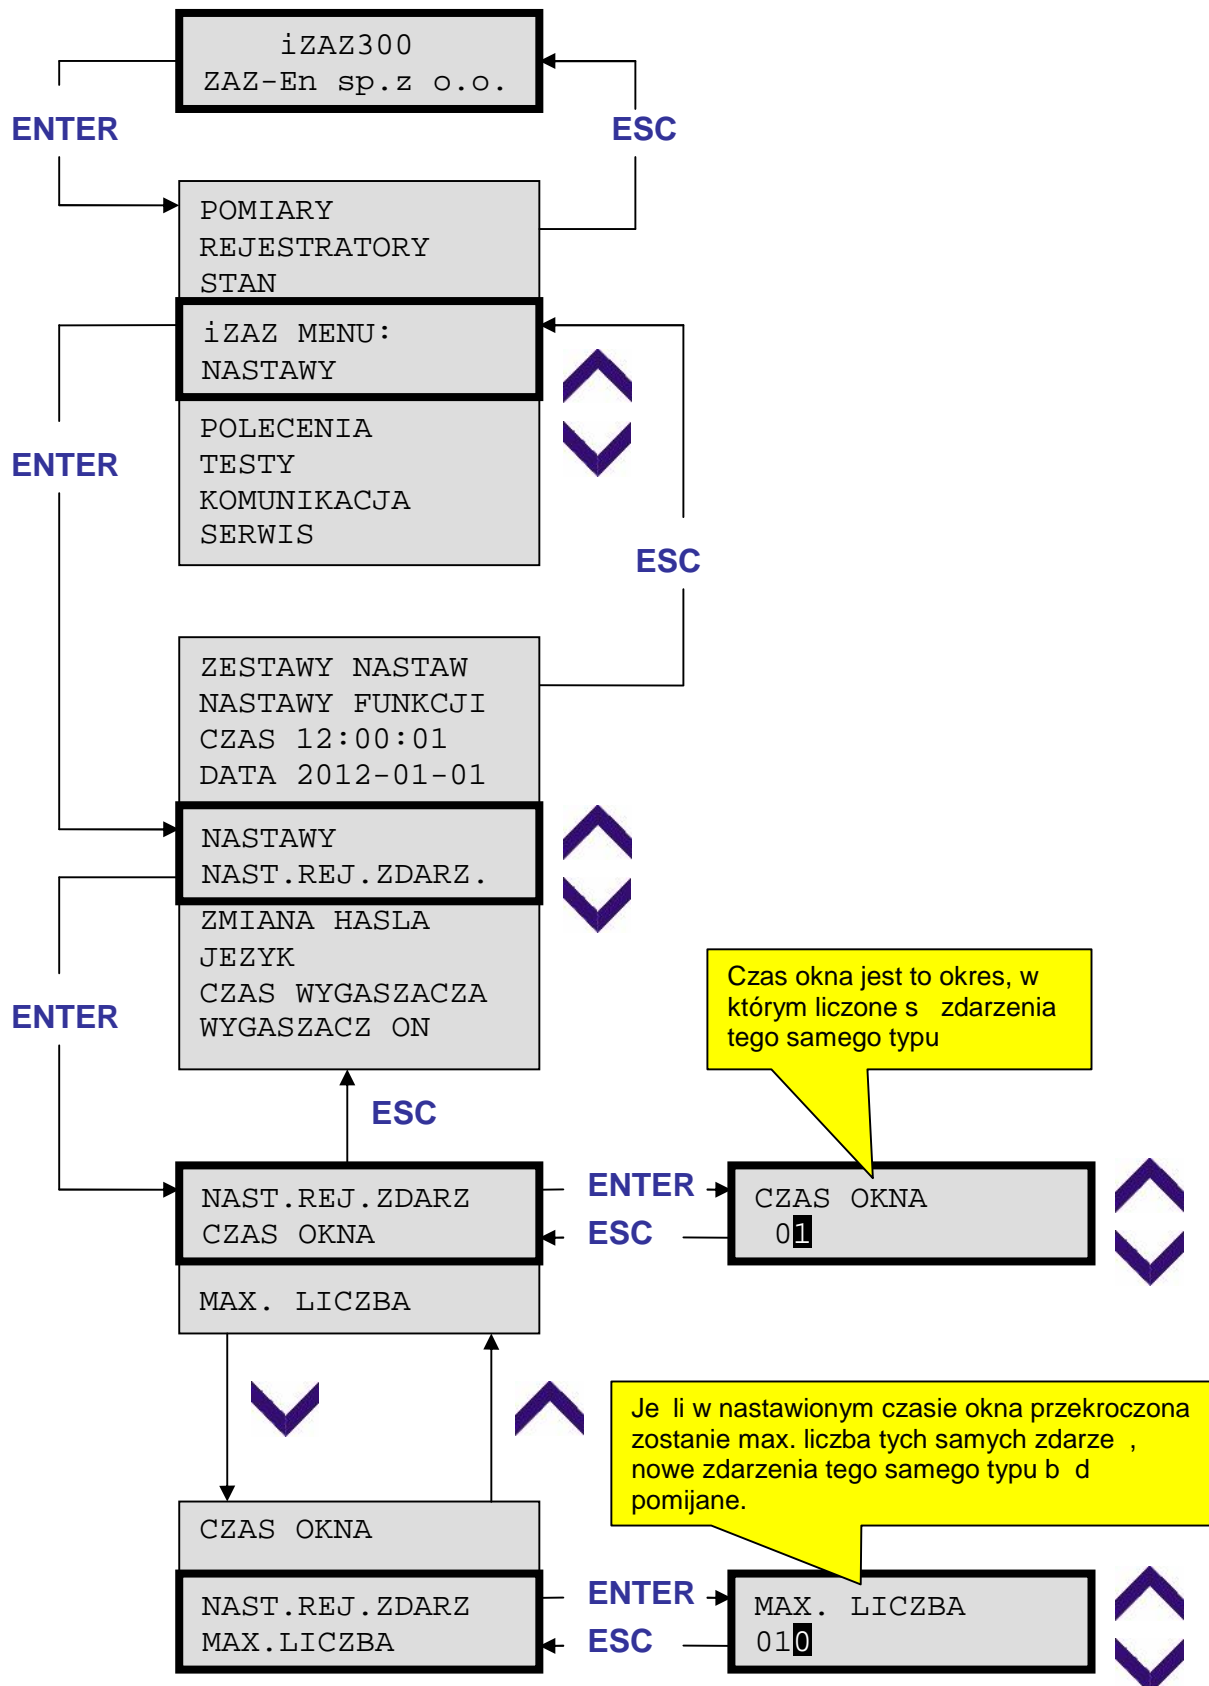 iZAZ300
ZAZ-En sp.z o.o.
ENTER
ESC
POMIARY
REJESTRATORY
STAN
iZAZ MENU:
NASTAWY
POLECENIA
TESTY
KOMUNIKACJA
SERWIS
ENTER
ESC
ZESTAWY NASTAW
NASTAWY FUNKCJI
CZAS 12:00:01
DATA 2012-01-01
NASTAWY
NAST.REJ.ZDARZ.
ZMIANA HASLA
JEZYK
CZAS WYGASZACZA
WYGASZACZ ON
ENTER
Czas okna jest to okres, w
którym liczone s zdarzenia
tego samego typu
ESC
NAST.REJ.ZDARZ
CZAS OKNA
MAX. LICZBA
ENTER
ESC
CZAS OKNA
01
Je li w nastawionym czasie okna przekroczona
zostanie max. liczba tych samych zdarze ,
nowe zdarzenia tego samego typu b d
pomijane.
CZAS OKNA
NAST.REJ.ZDARZ
MAX.LICZBA
ENTER
ESC
MAX. LICZBA
010